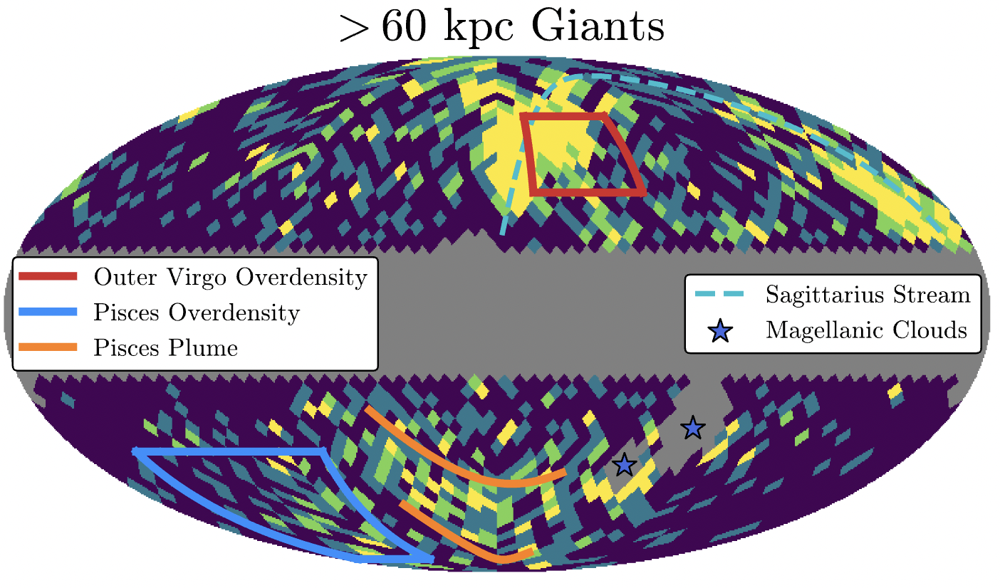 > 60 kpc Giants
Outer Virgo Overdensity
Pisces Overdensity
Pisces Plume
Sagittarius Stream
Magellanic Clouds